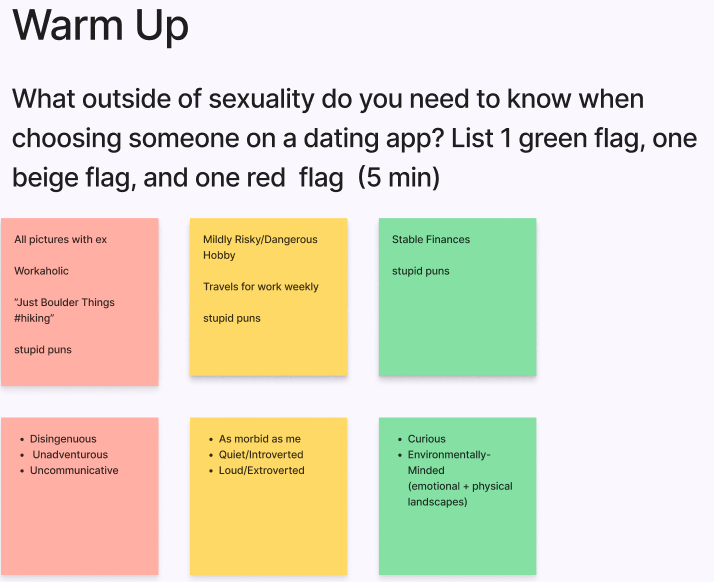 Warm Up
What outside of sexuality do you need to know when
choosing someone on a dating app? List 1 green flag, one
beige flag, and one red  flag  (5 min)
All pictures with ex
Workaholic
“Just Boulder Things
#hiking”
stupid puns
Mildly Risky/Dangerous
Hobby
Travels for work weekly
stupid puns
Stable Finances
stupid puns
• Disingenuous
• Unadventurous
• Uncommunicative
• As morbid as me
• Quiet/Introverted
• Loud/Extroverted
• Curious
• Environmentally-
Minded
(emotional + physical
landscapes)